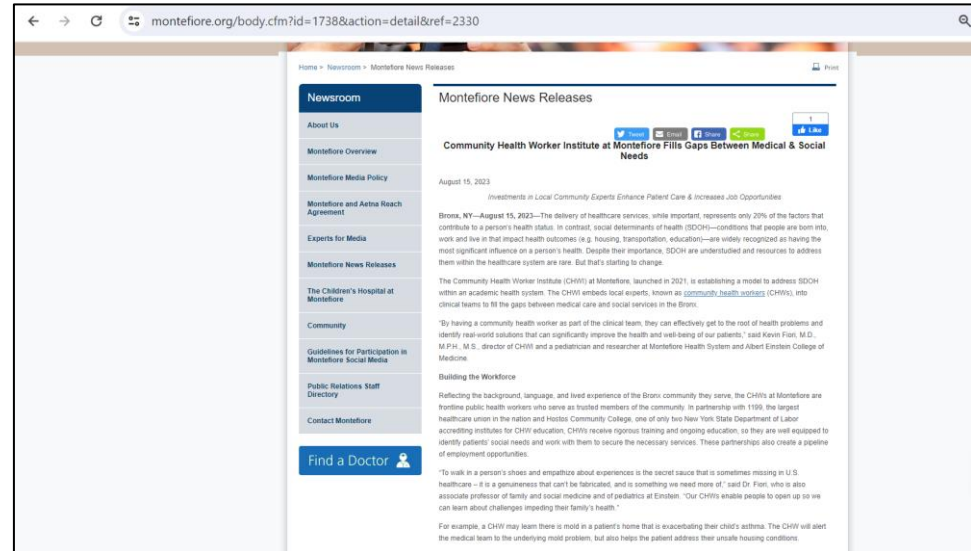 montefiore.org/body.cfm?id=1738&action=detail&ref=2330
Home > Newsroom > Montefiore News Releases
Print
Newsroom
About Us
Montefiore Overview
Montefiore Media Policy
Montefiore and Aetna Reach
Agreement
Experts for Media
Montefiore News Releases
The Children's Hospital at
Montefiore
Community
Guidelines for Participation in
Montefiore Social Media
Public Relations Staff
Directory
Contact Montefiore
Find a Doctor
Montefiore News Releases
Tweet Email Share Share
1
Like
Community Health Worker Institute at Montefiore Fills Gaps Between Medical & Social
Needs
August 15, 2023
Investments in Local Community Experts Enhance Patient Care & Increases Job Opportunities
Bronx, NY—August 15, 2023—The delivery of healthcare services, while important, represents only 20% of the factors that
contribute to a person's health status. In contrast, social determinants of health (SDOH)—conditions that people are born into,
work and live in that impact health outcomes (e.g. housing, transportation, education)—are widely recognized as having the
most significant influence on a person's health. Despite their importance, SDOH are understudied and resources to address
them within the healthcare system are rare. But that's starting to change.
The Community Health Worker Institute (CHWI) at Montefiore, launched in 2021, is establishing a model to address SDOH
within an academic health system. The CHWI embeds local experts, known as community health workers (CHWs), into
clinical teams to fill the gaps between medical care and social services in the Bronx.
"By having a community health worker as part of the clinical team, they can effectively get to the root of health problems and
identify real-world solutions that can significantly improve the health and well-being of our patients," said Kevin Fiori, M.D.,
M.P.H., M.S., director of CHWI and a pediatrician and researcher at Montefiore Health System and Albert Einstein College of
Medicine.
Building the Workforce
Reflecting the background, language, and lived experience of the Bronx community they serve, the CHWs at Montefiore are
frontline public health workers who serve as trusted members of the community. In partnership with 1199, the largest
healthcare union in the nation and Hostos Community College, one of only two New York State Department of Labor
accrediting institutes for CHW education, CHWs receive rigorous training and ongoing education, so they are well equipped to
identify patients' social needs and work with them to secure the necessary services. These partnerships also create a pipeline
of employment opportunities.
"To walk in a person's shoes and empathize about experiences is the secret sauce that is sometimes missing in U.S.
healthcare – it is a genuineness that can't be fabricated, and is something we need more of," said Dr. Fiori, who is also
associate professor of family and social medicine and of pediatrics at Einstein. "Our CHWs enable people to open up so we
can learn about challenges impeding their family's health."
For example, a CHW may learn there is mold in a patient's home that is exacerbating their child's asthma. The CHW will alert
the medical team to the underlying mold problem, but also helps the patient address their unsafe housing conditions.